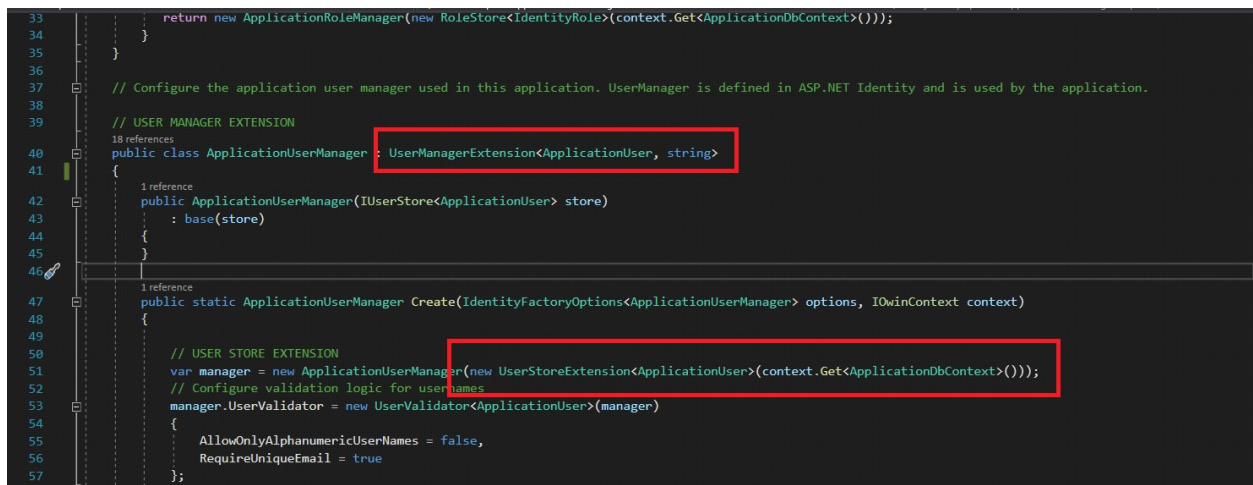 33 return new ApplicationRoleManager(new RoleStore<IdentityRole>(context.Get<ApplicationDbContext>()));
34 }
35 }
36
37 // Configure the application user manager used in this application. UserManager is defined in ASP.NET Identity and is used by the application.
38
39 // USER MANAGER EXTENSION
18 references
40 public class ApplicationUserManager : UserManagerExtension<ApplicationUser, string>
41 {
1 reference
42 public ApplicationUserManager(IUserStore<ApplicationUser> store)
43 : base(store)
44 {
45 }
46
1 reference
47 public static ApplicationUserManager Create(IdentityFactoryOptions<ApplicationUserManager> options, IOwinContext context)
48 {
49
50 // USER STORE EXTENSION
51 var manager = new ApplicationUserManager(new UserStoreExtension<ApplicationUser>(context.Get<ApplicationDbContext>()));
52 // Configure validation logic for usernames
53 manager.UserValidator = new UserValidator<ApplicationUser>(manager)
54 {
55 AllowOnlyAlphanumericUserNames = false,
56 RequireUniqueEmail = true
57 };